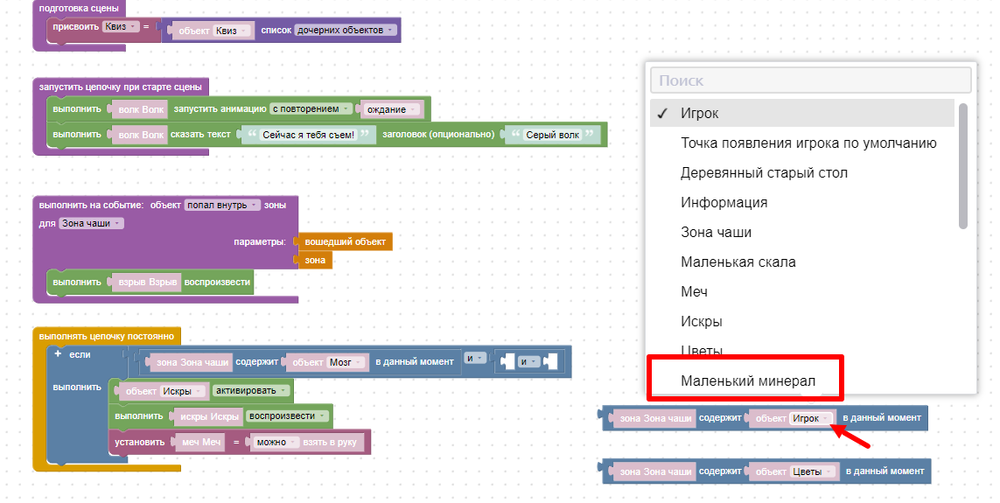 подготовка сцены
присвоить Квиз = объект Квиз список дочерних объектов
запустить цепочку при старте сцены
выполнить волк Волк запустить анимацию с повторением ождание
выполнить волк Волк сказать текст “ Сейчас я тебя съем! ” заголовок (опционально) “ Серый волк ”
выполнить на событие: объект попал внутрь зоны
для Зона чаши
параметры: вошедший объект
зона
выполнить взрыв Взрыв воспроизвести
выполнять цепочку постоянно
+ если зона Зона чаши содержит объект Мозг в данный момент и и
выполнить объект Искры активировать
выполнить искры Искры воспроизвести
установить меч Меч = можно взять в руку
Поиск
✓ Игрок
Точка появления игрока по умолчанию
Деревянный старый стол
Информация
Зона чаши
Маленькая скала
Меч
Искры
Цветы
Маленький минерал
зона Зона чаши содержит объект Игрок в данный момент
зона Зона чаши содержит объект Цветы в данный момент